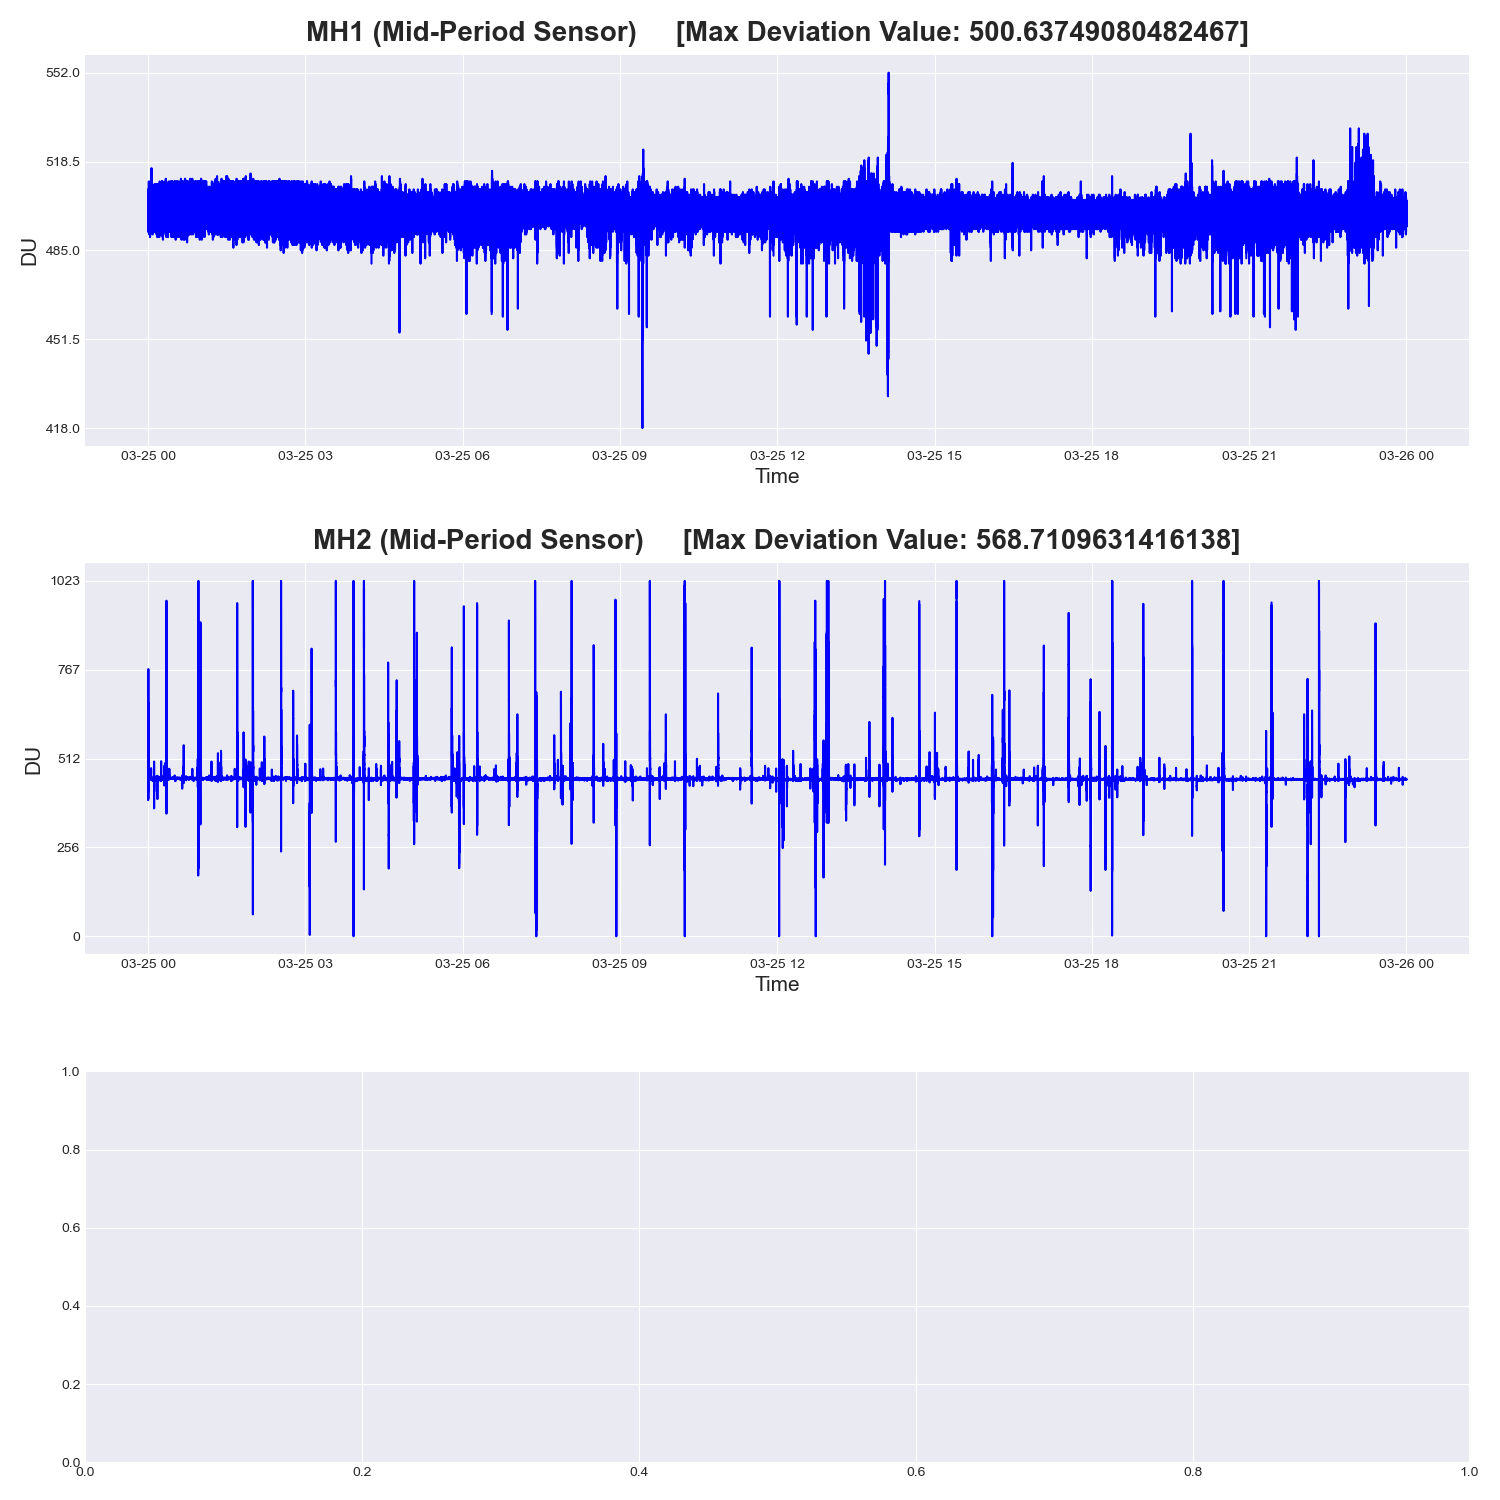 MH1 (Mid-Period Sensor) [Max Deviation Value: 500.63749080482467]
552.0
518.5
485.0
451.5
418.0
DU
03-25 00 03-25 03 03-25 06 03-25 09 03-25 12 03-25 15 03-25 18 03-25 21 03-26 00
Time
MH2 (Mid-Period Sensor) [Max Deviation Value: 568.7109631416138]
1023
767
512
256
0
DU
03-25 00 03-25 03 03-25 06 03-25 09 03-25 12 03-25 15 03-25 18 03-25 21 03-26 00
Time
1.0
0.8
0.6
0.4
0.2
0.0
0.0 0.2 0.4 0.6 0.8 1.0